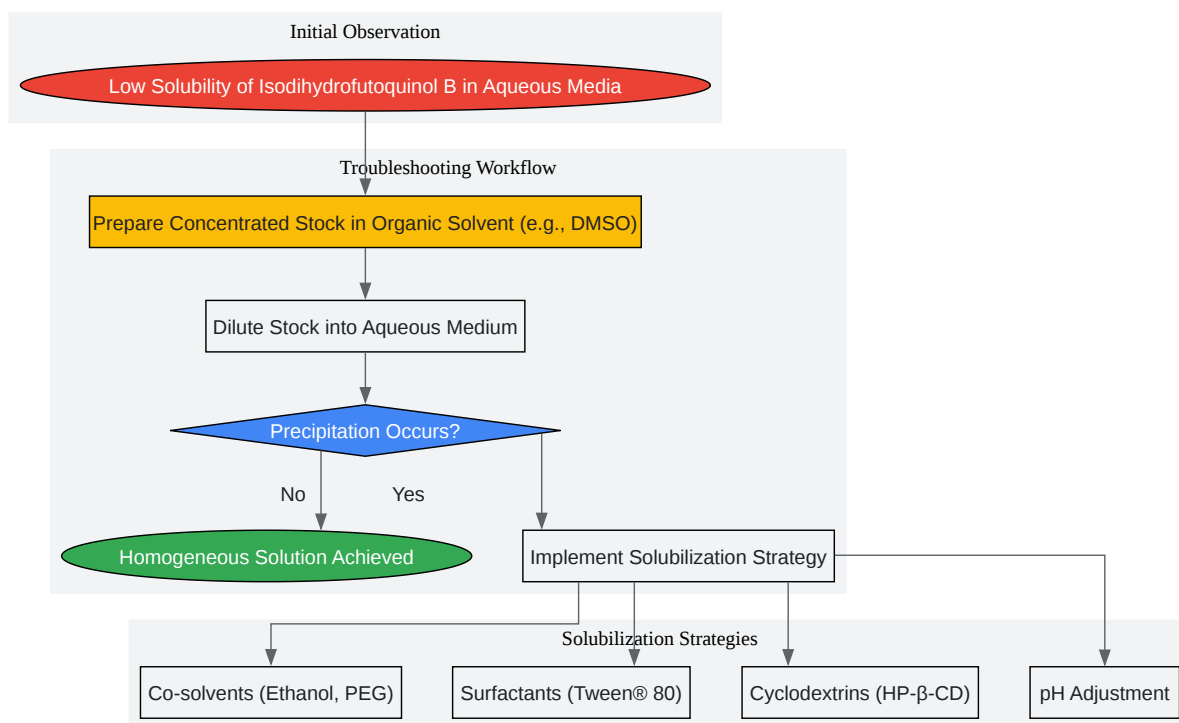 Initial Observation
Low Solubility of Isodihydrofutoquinol B in Aqueous Media
Troubleshooting Workflow
Prepare Concentrated Stock in Organic Solvent (e.g., DMSO)
Dilute Stock into Aqueous Medium
Precipitation Occurs?
No
Yes
Homogeneous Solution Achieved
Implement Solubilization Strategy
Solubilization Strategies
Co-solvents (Ethanol, PEG)
Surfactants (Tween® 80)
Cyclodextrins (HP-β-CD)
pH Adjustment